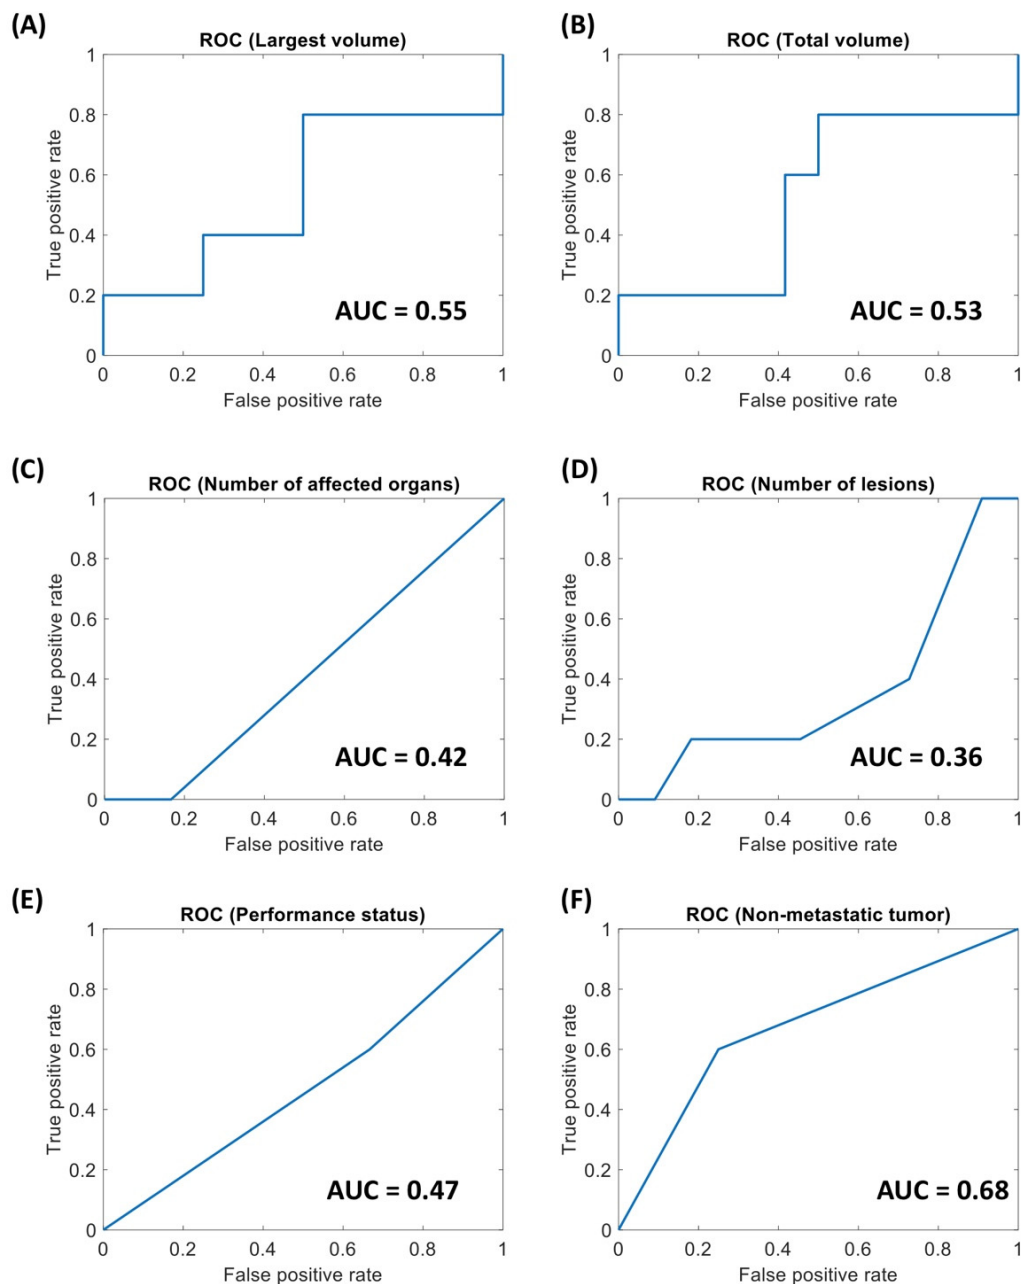 (A)
ROC (Largest volume)
1
0.8
0.6
0.4
0.2
0
True positive rate
AUC = 0.55
0
0.2
0.4
0.6
0.8
1
False positive rate
(B)
ROC (Total volume)
1
0.8
0.6
0.4
0.2
0
True positive rate
AUC = 0.53
0
0.2
0.4
0.6
0.8
1
False positive rate
(C)
ROC (Number of affected organs)
1
0.8
0.6
0.4
0.2
0
True positive rate
AUC = 0.42
0
0.2
0.4
0.6
0.8
1
False positive rate
(D)
ROC (Number of lesions)
1
0.8
0.6
0.4
0.2
0
True positive rate
AUC = 0.36
0
0.2
0.4
0.6
0.8
1
False positive rate
(E)
ROC (Performance status)
1
0.8
0.6
0.4
0.2
0
True positive rate
AUC = 0.47
0
0.2
0.4
0.6
0.8
1
False positive rate
(F)
ROC (Non-metastatic tumor)
1
0.8
0.6
0.4
0.2
0
True positive rate
AUC = 0.68
0
0.2
0.4
0.6
0.8
1
False positive rate